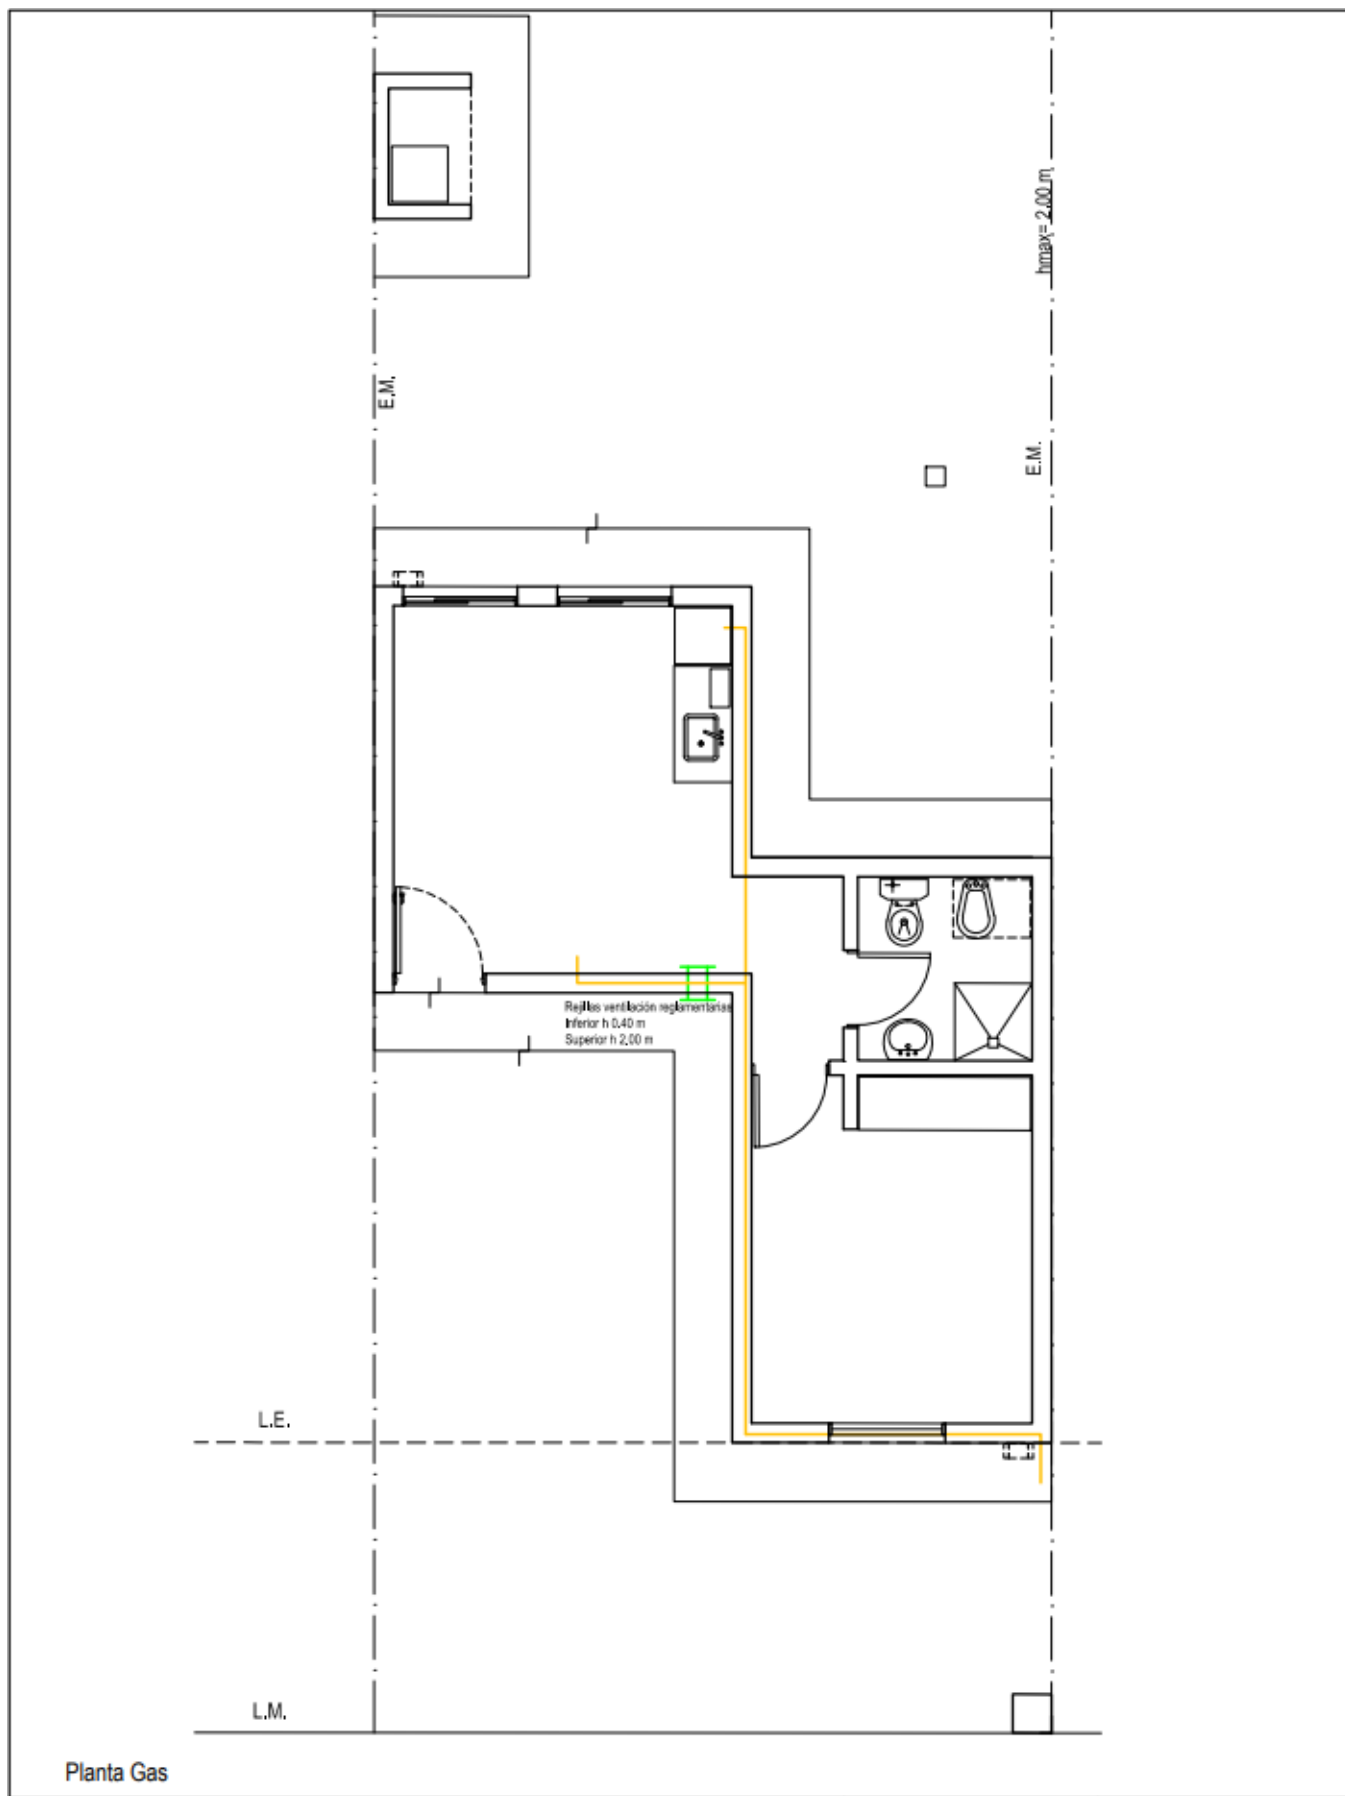 hmax= 2.00 m
E.M.
E.M.
Rejillas ventilación reglamentarias
Inferior h 0.40 m
Superior h 2,00 m
L.E.
L.M.
Planta Gas